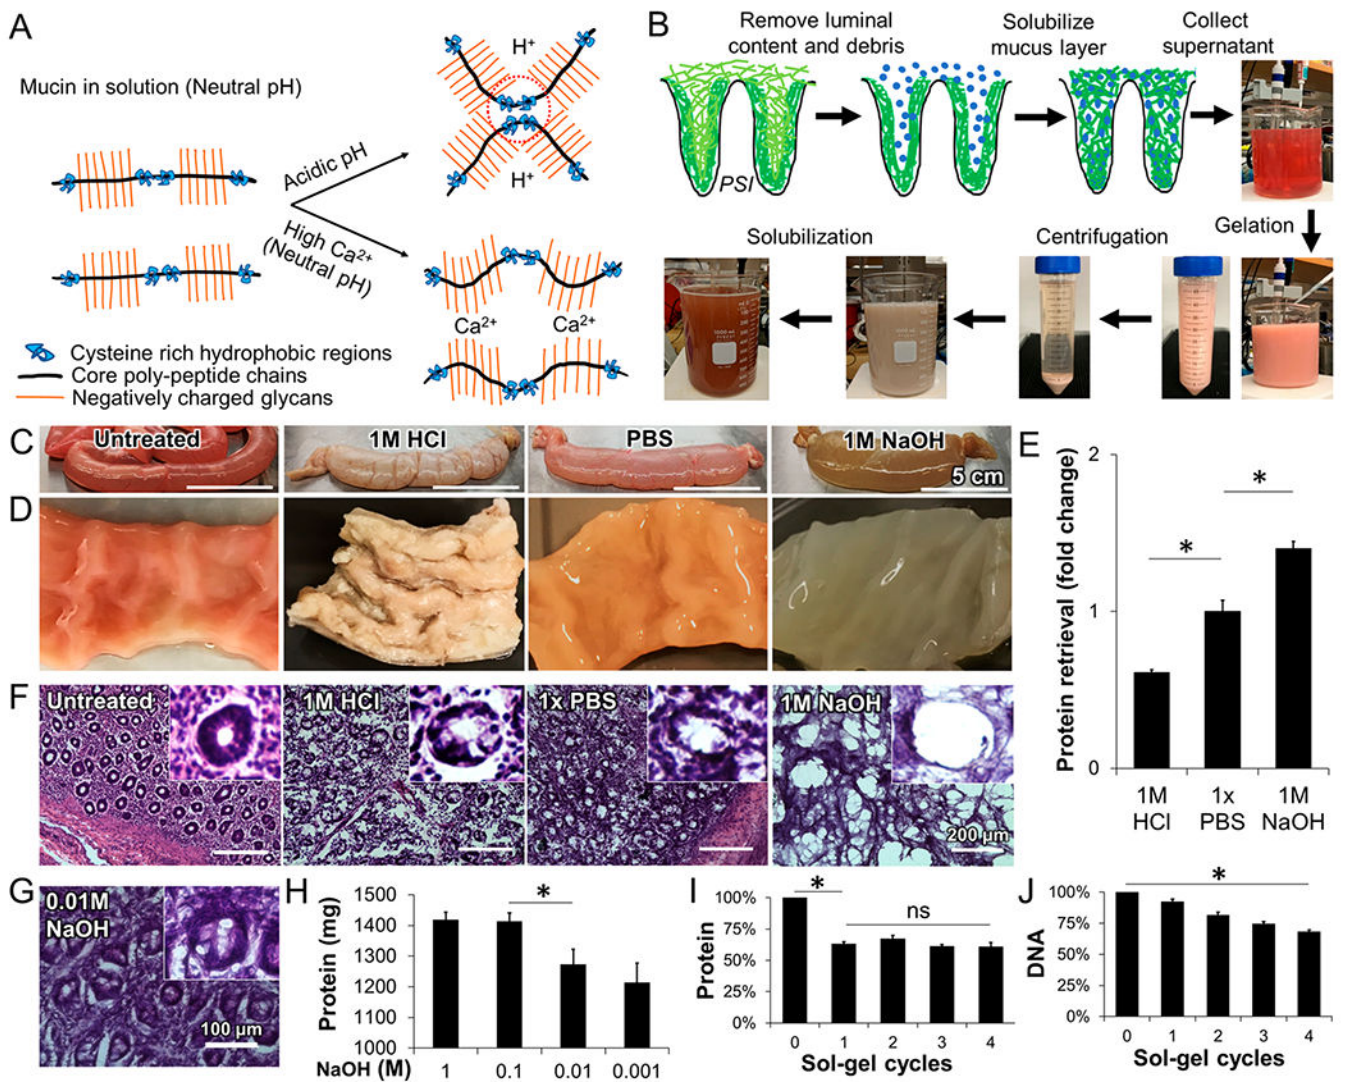 A
Mucin in solution (Neutral pH)
H⁺
H⁺
Acidic pH
High Ca²⁺
(Neutral pH)
Ca²⁺ Ca²⁺
Cysteine rich hydrophobic regions
Core poly-peptide chains
Negatively charged glycans
B
Remove luminal
content and debris
Solubilize
mucus layer
Collect
supernatant
PSI
Gelation
Centrifugation
Solubilization
C
Untreated
1M HCl
PBS
1M NaOH
5 cm
D
E
Protein retrieval (fold change)
2
1
0
1M
HCl
1x
PBS
1M
NaOH
*
*
F
Untreated
1M HCl
1x PBS
1M NaOH
200 µm
G
0.01M
NaOH
100 µm
H
Protein (mg)
1500
1400
1300
1200
1100
1000
*
NaOH (M) 1 0.1 0.01 0.001
I
Protein
100%
75%
50%
25%
0%
*
ns
0 1 2 3 4
Sol-gel cycles
J
DNA
100%
75%
50%
25%
0%
*
0 1 2 3 4
Sol-gel cycles